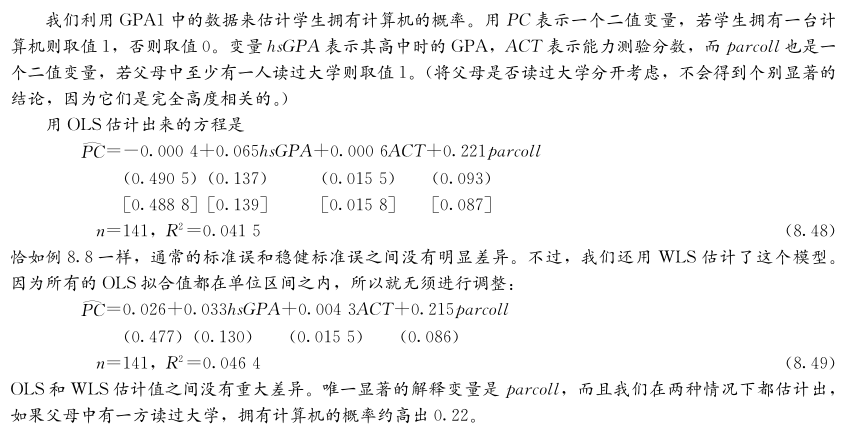 我们利用 GPA1 中的数据来估计学生拥有计算机的概率。用 PC 表示一个二值变量，若学生拥有一台计
算机则取值 1，否则取值 0。变量 hsGPA 表示其高中时的 GPA，ACT 表示能力测验分数，而 parcoll 也是一
个二值变量，若父母中至少有一人读过大学则取值 1。（将父母是否读过大学分开考虑，不会得到个别显著的
结论，因为它们是完全高度相关的。）
用 OLS 估计出来的方程是
P̂C=-0.000 4+0.065hsGPA+0.000 6ACT+0.221parcoll
(0.490 5) (0.137) (0.015 5) (0.093)
[0.488 8] [0.139] [0.015 8] [0.087]
n=141, R²=0.041 5 (8.48)
恰如例 8.8 一样，通常的标准误和稳健标准误之间没有明显差异。不过，我们还用 WLS 估计了这个模型。
因为所有的 OLS 拟合值都在单位区间之内，所以就无须进行调整：
P̂C=0.026+0.033hsGPA+0.004 3ACT+0.215parcoll
(0.477) (0.130) (0.015 5) (0.086)
n=141, R²=0.046 4 (8.49)
OLS 和 WLS 估计值之间没有重大差异。唯一显著的解释变量是 parcoll，而且我们在两种情况下都估计出，
如果父母中有一方读过大学，拥有计算机的概率约高出 0.22。